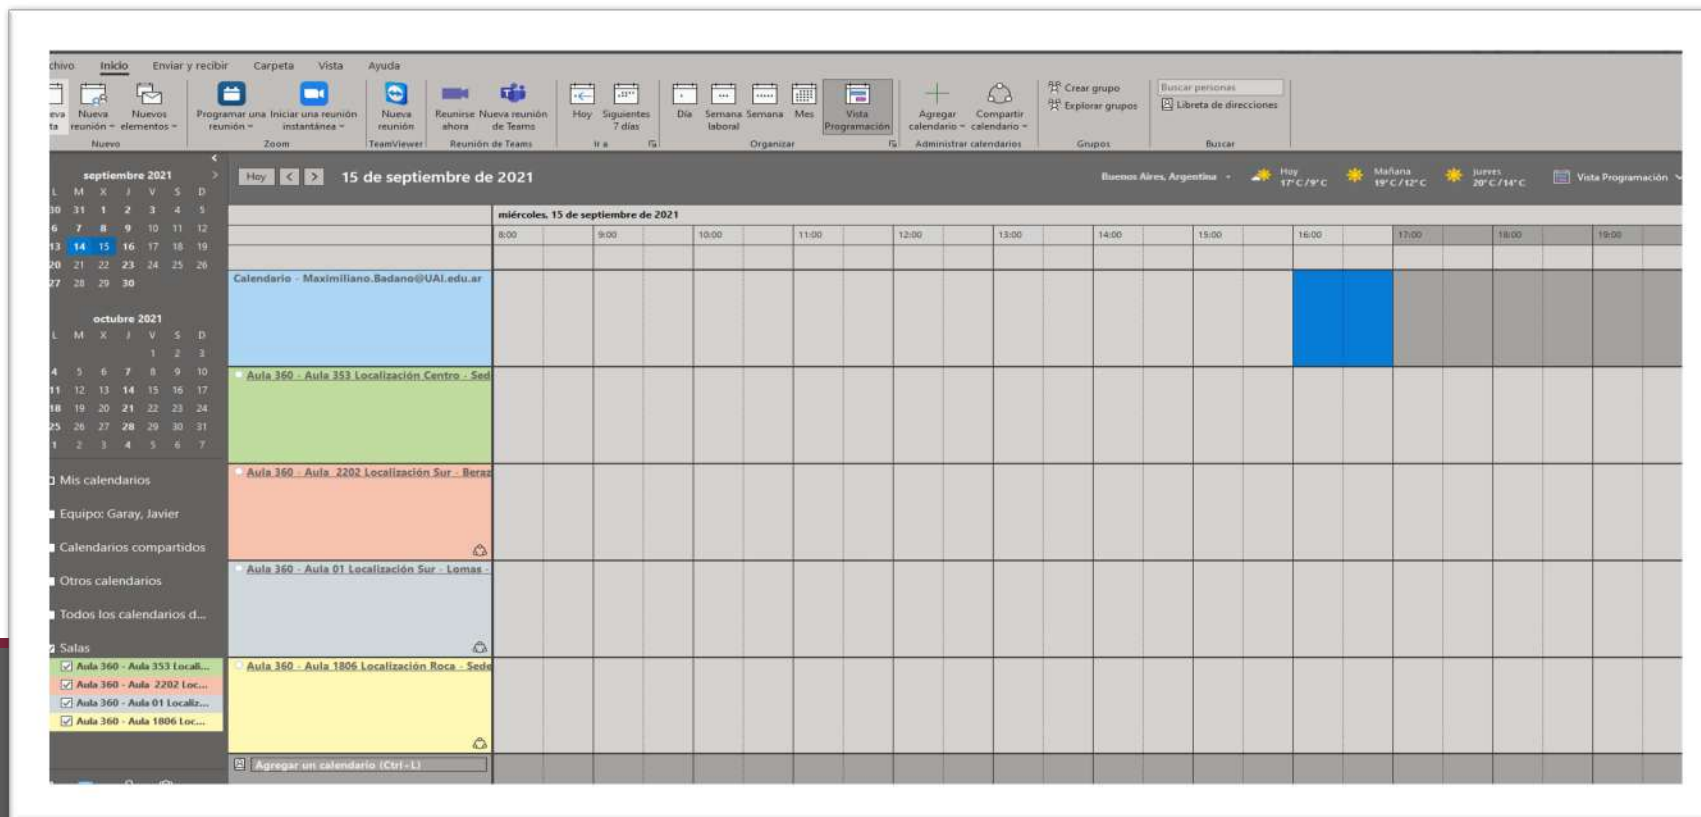 chivo Inicio Enviar y recibir Carpeta Vista Ayuda
Nueva reunión
Nuevos elementos
Nuevo
Programar una reunión
Iniciar una reunión instantánea
Zoom
Nueva reunión
TeamViewer
Reunirse ahora
Nueva reunión de Teams
Reunión de Teams
Hoy
Siguientes 7 días
Ir a
Día
Semana laboral
Semana
Mes
Vista Programación
Organizar
Agregar calendario
Compartir calendario
Administrar calendarios
Crear grupo
Explorar grupos
Grupos
Buscar personas
Libreta de direcciones
Buscar
septiembre 2021
L M X J V S D
30 31 1 2 3 4 5
6 7 8 9 10 11 12
13 14 15 16 17 18 19
20 21 22 23 24 25 26
27 28 29 30
octubre 2021
L M X J V S D
1 2 3
4 5 6 7 8 9 10
11 12 13 14 15 16 17
18 19 20 21 22 23 24
25 26 27 28 29 30 31
1 2 3 4 5 6 7
Mis calendarios
Equipo: Garay, Javier
Calendarios compartidos
Otros calendarios
Todos los calendarios d...
Salas
Aula 360 - Aula 353 Locali...
Aula 360 - Aula 2202 Loc...
Aula 360 - Aula 01 Localiz...
Aula 360 - Aula 1806 Loc...
Hoy < > 15 de septiembre de 2021
Buenos Aires, Argentina
Hoy
17°C/9°C
Mañana
19°C/12°C
jueves
20°C/14°C
Vista Programación
miércoles, 15 de septiembre de 2021
8:00 9:00 10:00 11:00 12:00 13:00 14:00 15:00 16:00 17:00 18:00 19:00
Calendario - Maximiliano.Badano@UAI.edu.ar
Aula 360 - Aula 353 Localización Centro - Sed
Aula 360 - Aula 2202 Localización Sur - Beraz
Aula 360 - Aula 01 Localización Sur - Lomas -
Aula 360 - Aula 1806 Localización Roca - Sede
Agregar un calendario (Ctrl-L)